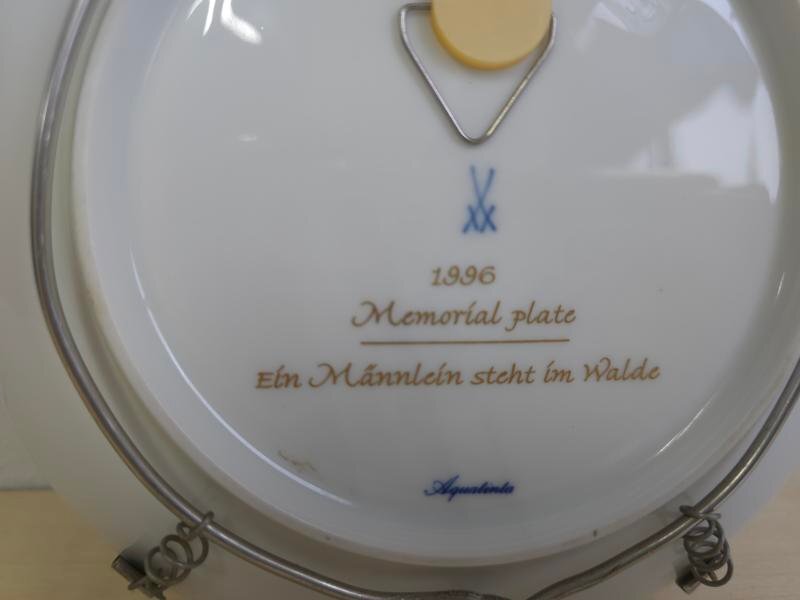 1996
Memorial plate
Ein Männlein steht im Walde
Aquatinta